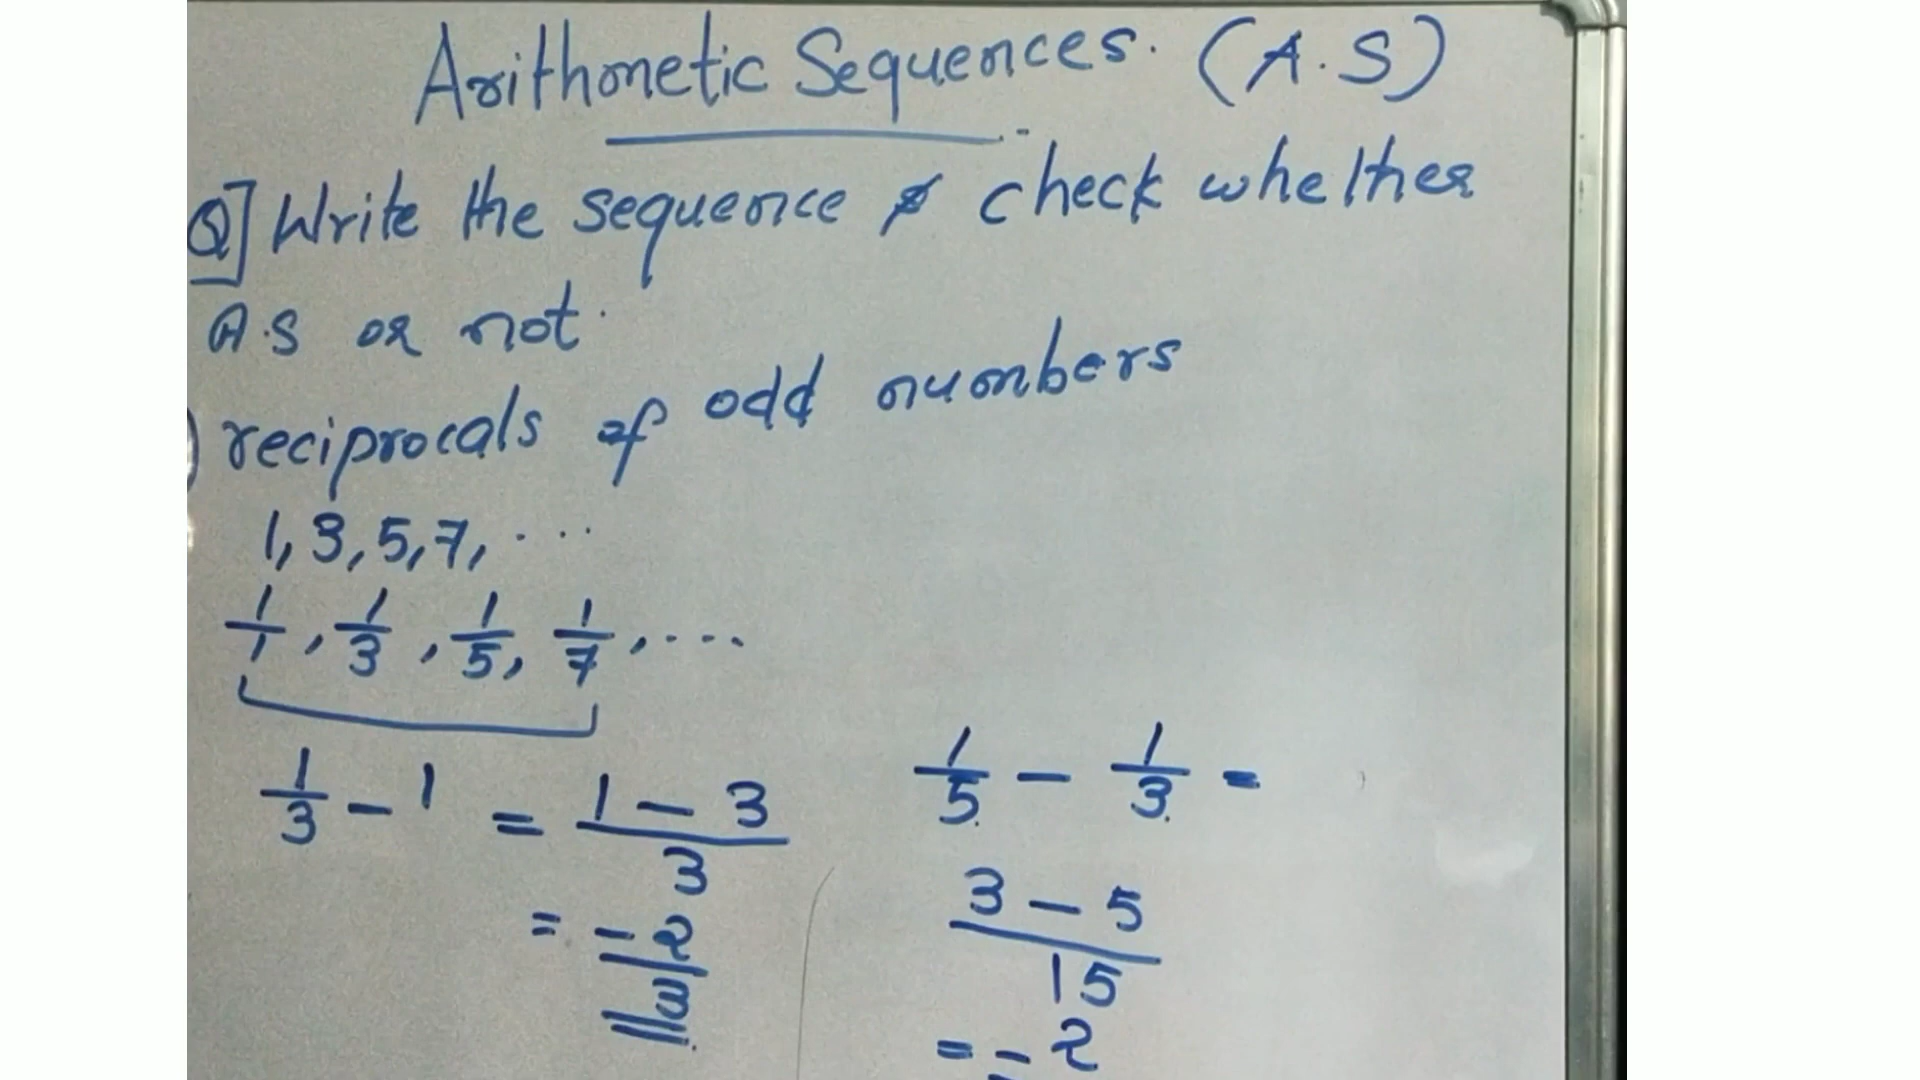 Arithmetic Sequences. (A.S)
Q] Write the sequence & check whether
A.S or not.
) reciprocals of odd numbers
1, 3, 5, 7, ....
1/1, 1/3, 1/5, 1/7, ....
1/3 - 1 = (1 - 3)/3
= -2/3
1/5 - 1/3 =
(3 - 5)/15
= -2